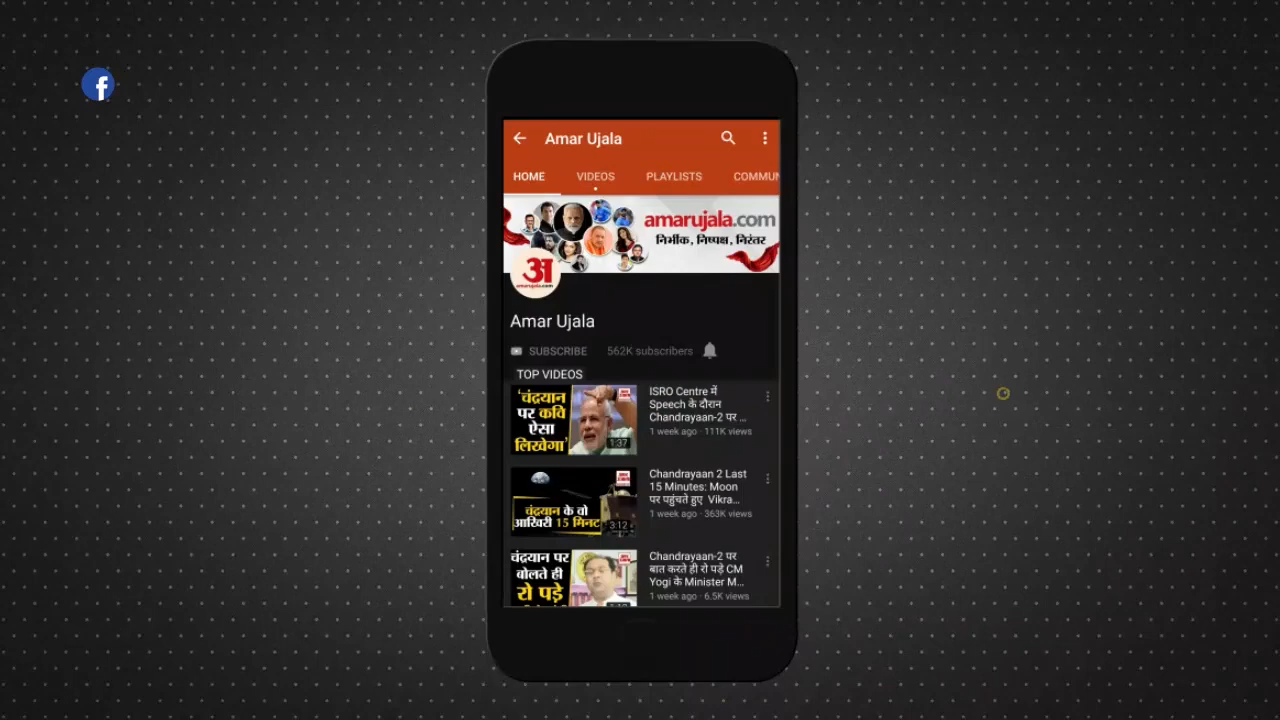 f
Amar Ujala
HOME VIDEOS PLAYLISTS COMMUN
amarujala.com
निर्भीक, निष्पक्ष, निरंतर
अ
amarujala.com
Amar Ujala
SUBSCRIBE 562K subscribers
TOP VIDEOS
'चंद्रयान
पर कवि
ऐसा
लिखेगा'
1:37
ISRO Centre में
Speech के दौरान
Chandrayaan-2 पर ...
1 week ago · 111K views
चंद्रयान के वो
आखिरी 15 मिनट
3:12
Chandrayaan 2 Last
15 Minutes: Moon
पर पहुंचते हुए Vikra...
1 week ago · 363K views
चंद्रयान पर
बोलते ही
रो पड़े
Chandrayaan-2 पर
बात करते ही रो पड़े CM
Yogi के Minister M...
1 week ago · 6.5K views